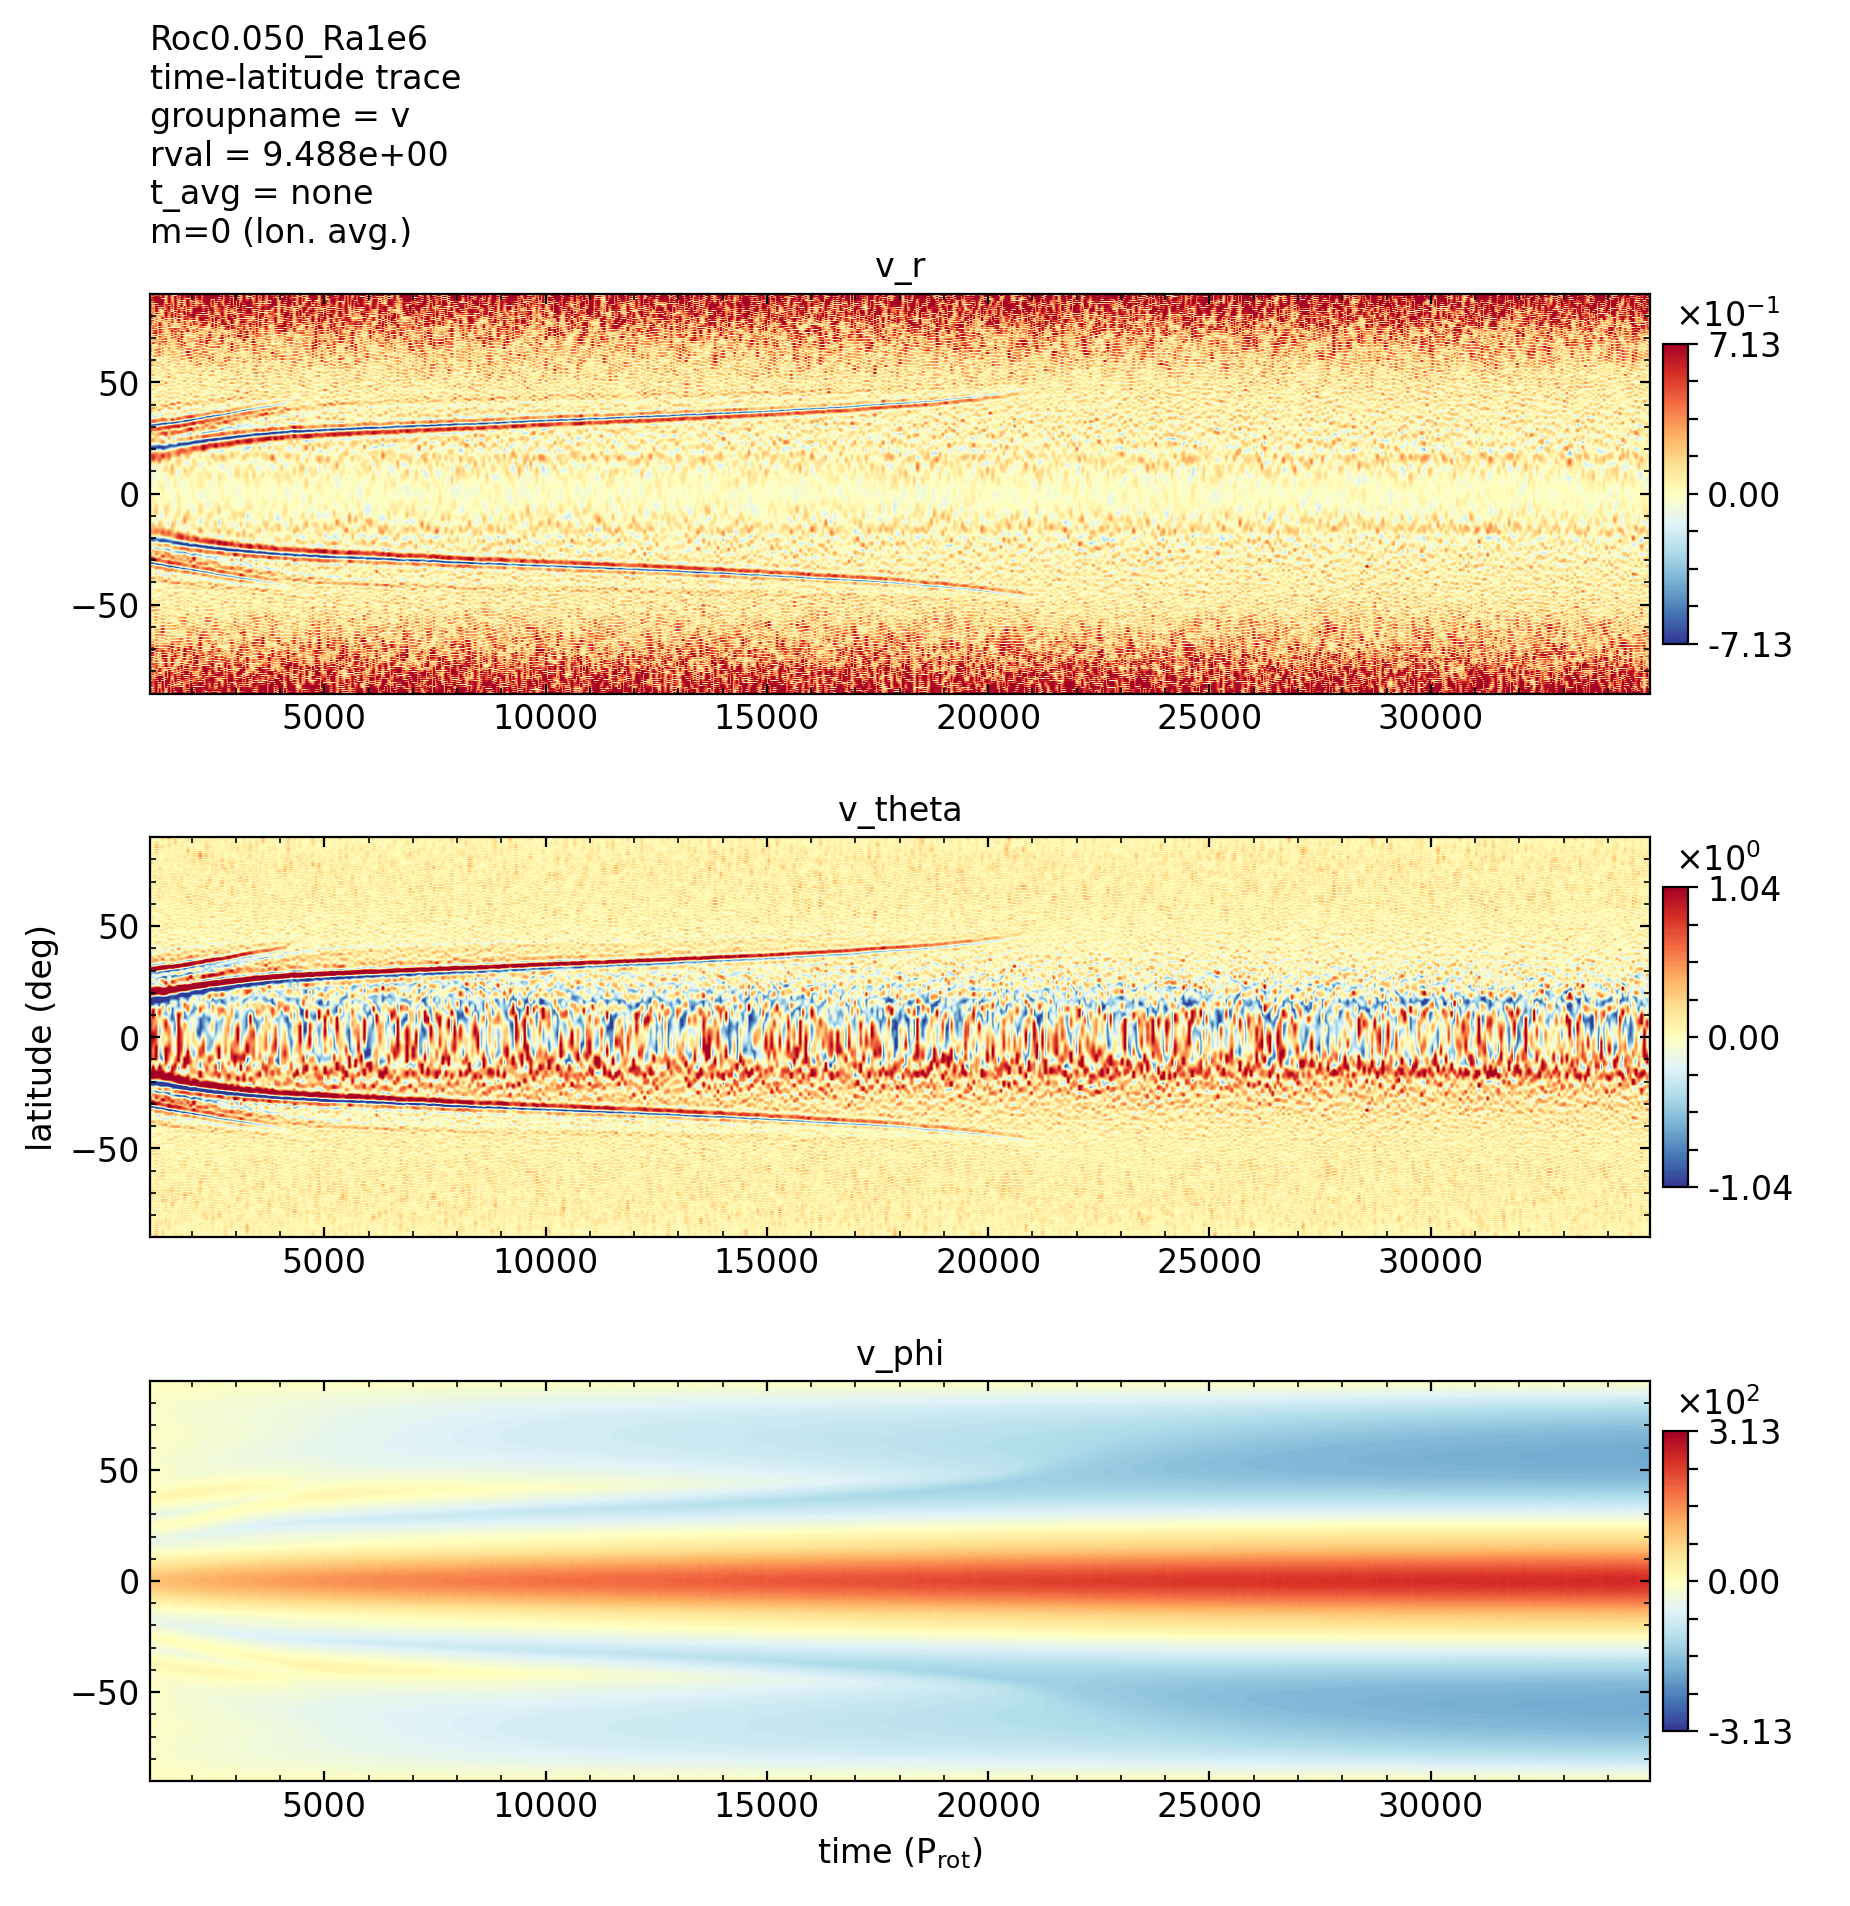 Roc0.050_Ra1e6
time-latitude trace
groupname = v
rval = 9.488e+00
t_avg = none
m=0 (lon. avg.)
v_r
×10⁻¹
7.13
0.00
-7.13
50
0
−50
5000 10000 15000 20000 25000 30000
v_theta
×10⁰
1.04
0.00
-1.04
latitude (deg)
50
0
−50
5000 10000 15000 20000 25000 30000
v_phi
×10²
3.13
0.00
-3.13
50
0
−50
5000 10000 15000 20000 25000 30000
time (P_rot)